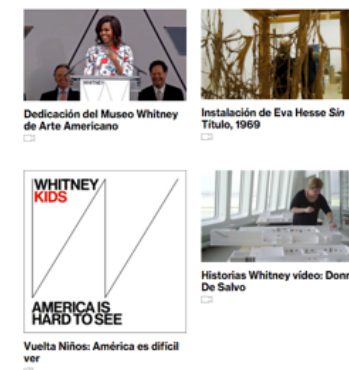 WHITNEY
Dedicación del Museo Whitney
de Arte Americano
Instalación de Eva Hesse Sin
Título, 1969
WHITNEY
KIDS
AMERICA IS
HARD TO SEE
Vuelta Niños: América es difícil
ver
Historias Whitney vídeo: Donn
De Salvo